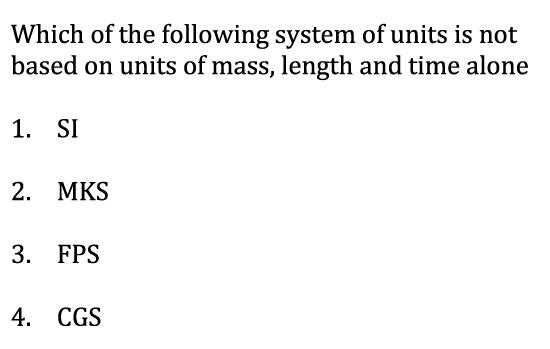 Which of the following system of units is not
based on units of mass, length and time alone
1. SI
2. MKS
3. FPS
4. CGS